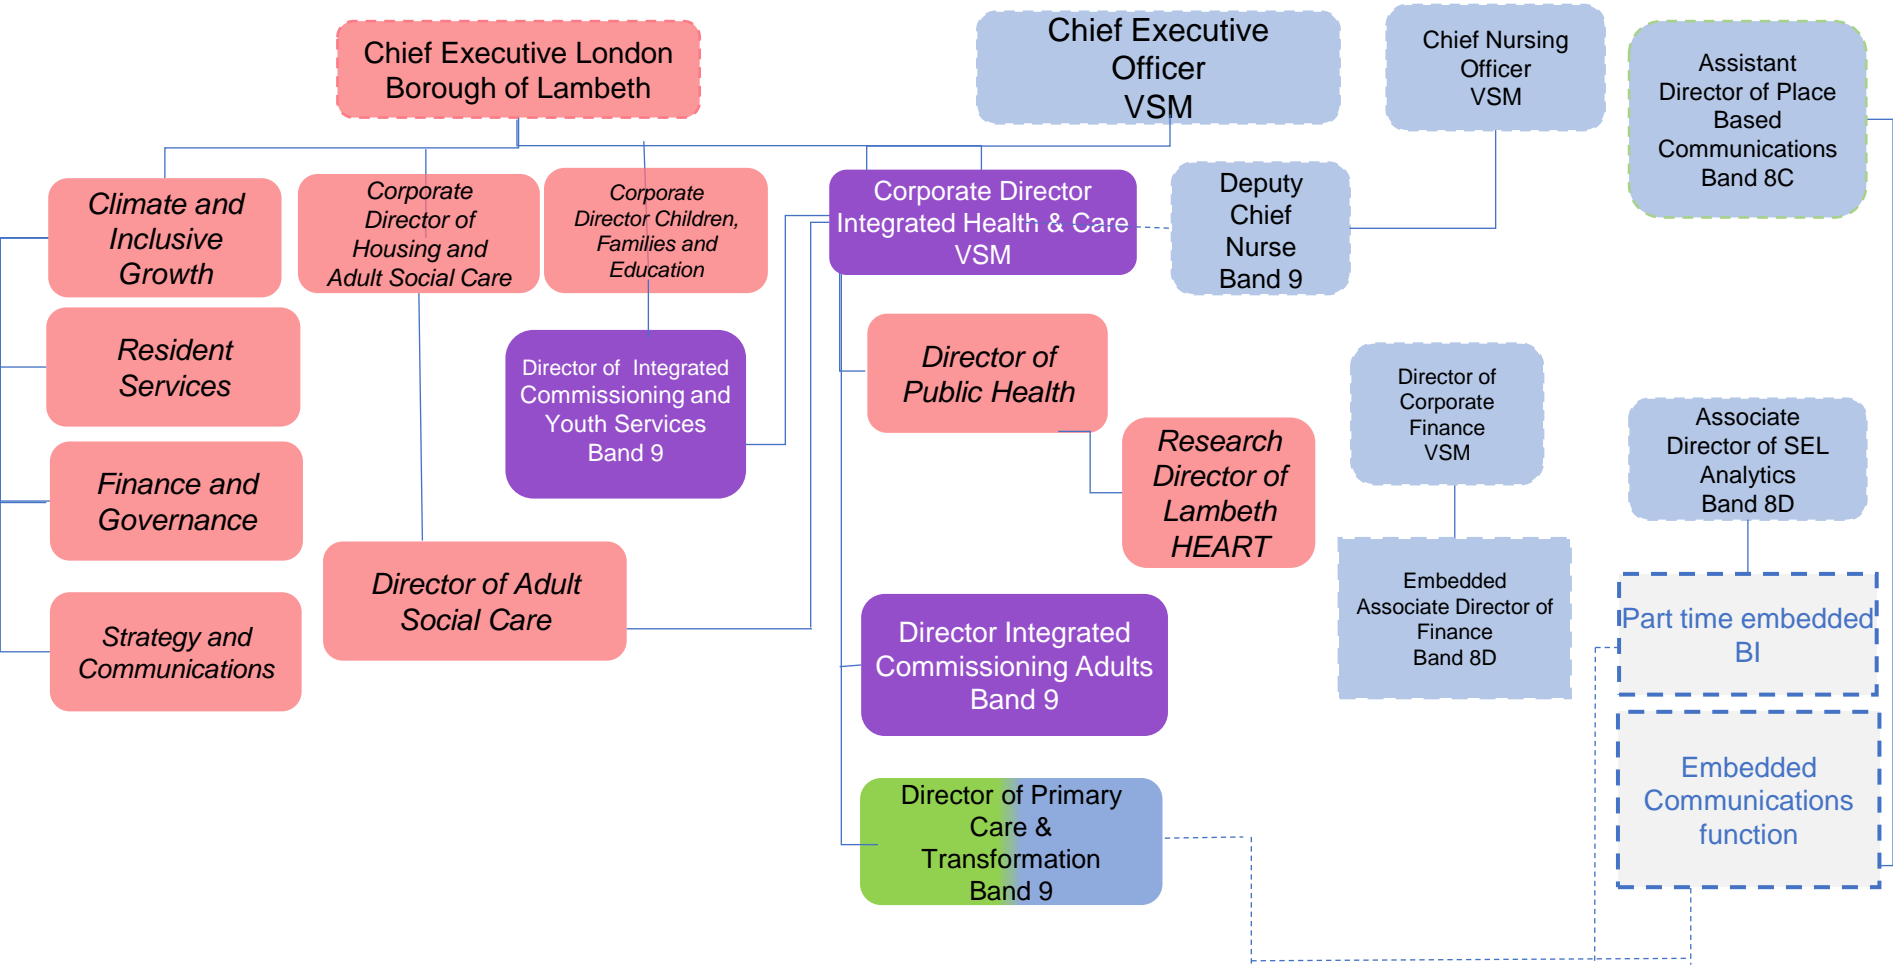 Chief Executive London
Borough of Lambeth
Chief Executive
Officer
VSM
Chief Nursing
Officer
VSM
Assistant
Director of Place
Based
Communications
Band 8C
Climate and
Inclusive
Growth
Corporate
Director of
Housing and
Adult Social Care
Corporate
Director Children,
Families and
Education
Corporate Director
Integrated Health & Care
VSM
Deputy
Chief
Nurse
Band 9
Resident
Services
Director of Integrated
Commissioning and
Youth Services
Band 9
Director of
Public Health
Director of
Corporate
Finance
VSM
Associate
Director of SEL
Analytics
Band 8D
Finance and
Governance
Research
Director of
Lambeth
HEART
Director of Adult
Social Care
Embedded
Associate Director of
Finance
Band 8D
Part time embedded
BI
Strategy and
Communications
Director Integrated
Commissioning Adults
Band 9
Embedded
Communications
function
Director of Primary
Care &
Transformation
Band 9